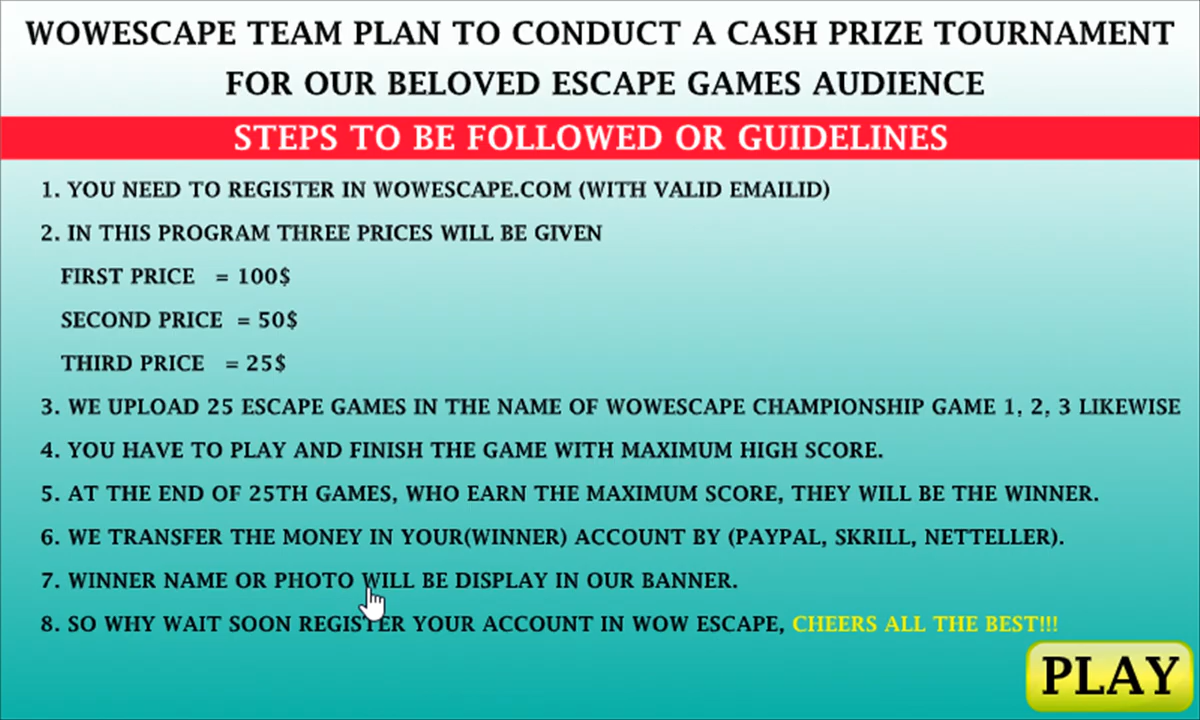 WOWESCAPE TEAM PLAN TO CONDUCT A CASH PRIZE TOURNAMENT
FOR OUR BELOVED ESCAPE GAMES AUDIENCE
STEPS TO BE FOLLOWED OR GUIDELINES
1. YOU NEED TO REGISTER IN WOWESCAPE.COM (WITH VALID EMAILID)
2. IN THIS PROGRAM THREE PRICES WILL BE GIVEN
FIRST PRICE = 100$
SECOND PRICE = 50$
THIRD PRICE = 25$
3. WE UPLOAD 25 ESCAPE GAMES IN THE NAME OF WOWESCAPE CHAMPIONSHIP GAME 1, 2, 3 LIKEWISE
4. YOU HAVE TO PLAY AND FINISH THE GAME WITH MAXIMUM HIGH SCORE.
5. AT THE END OF 25TH GAMES, WHO EARN THE MAXIMUM SCORE, THEY WILL BE THE WINNER.
6. WE TRANSFER THE MONEY IN YOUR(WINNER) ACCOUNT BY (PAYPAL, SKRILL, NETTELLER).
7. WINNER NAME OR PHOTO WILL BE DISPLAY IN OUR BANNER.
8. SO WHY WAIT SOON REGISTER YOUR ACCOUNT IN WOW ESCAPE, CHEERS ALL THE BEST!!!
PLAY